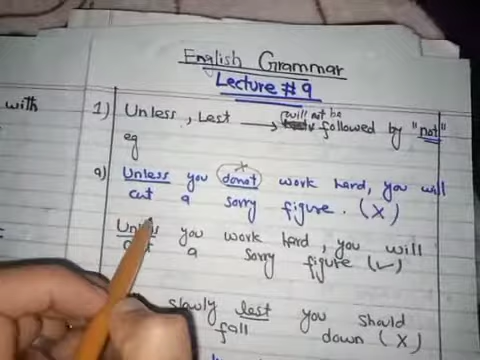 English Grammar
Lecture # 9
with
1) Unless, Lest → will not be followed by "not"
eg
a) Unless you donot work hard, you will
cut a sorry figure. (X)
Unless you work hard, you will
cut a sorry figure (✓)
slowly lest you should
fall down (X)